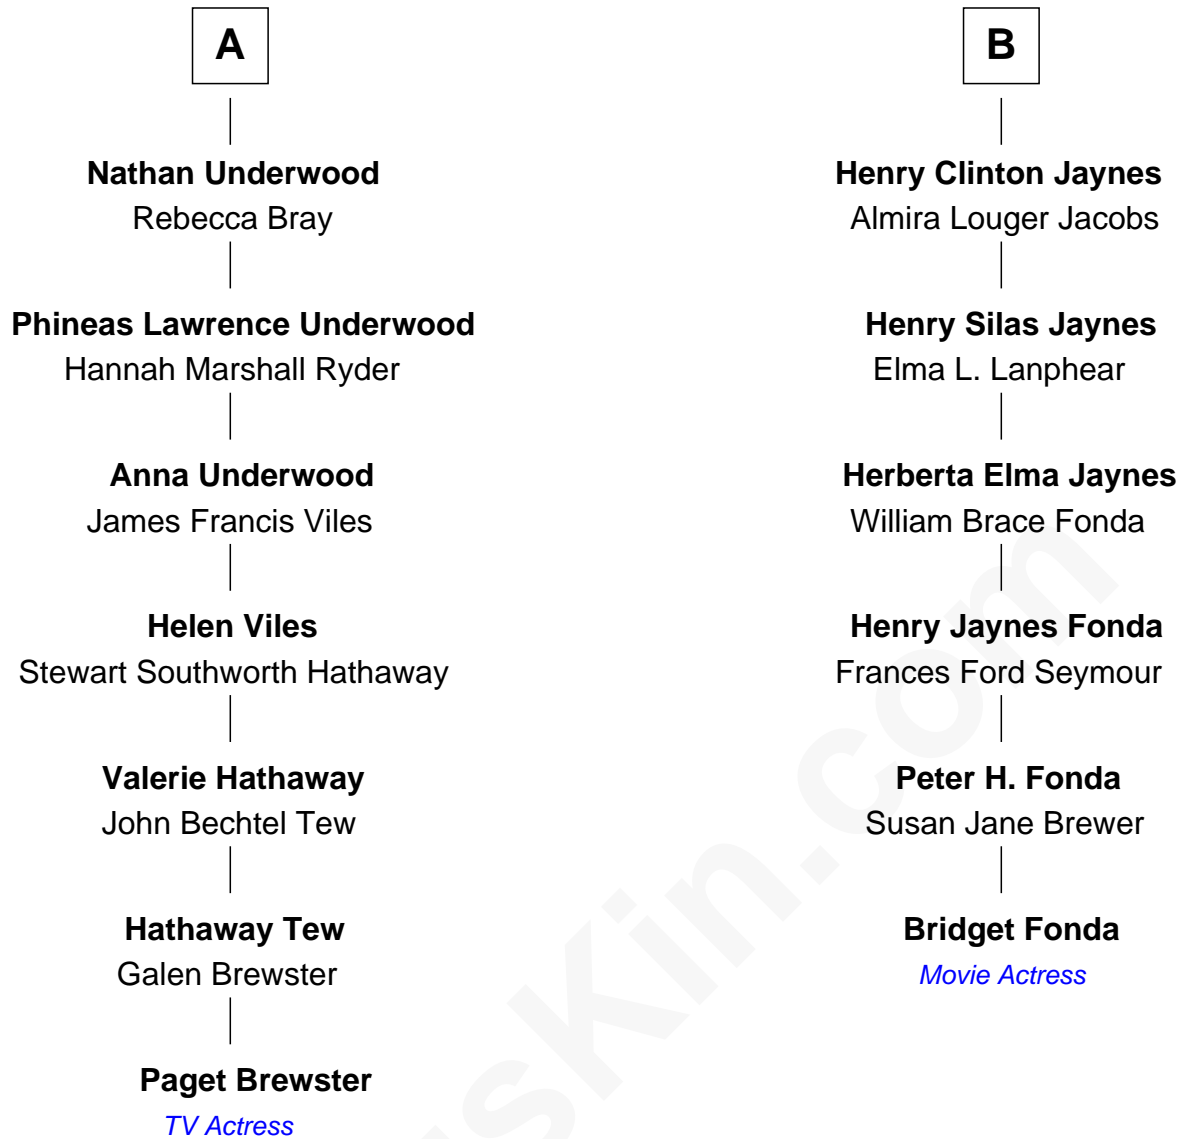 A
Nathan Underwood
Rebecca Bray
Phineas Lawrence Underwood
Hannah Marshall Ryder
Anna Underwood
James Francis Viles
Helen Viles
Stewart Southworth Hathaway
Valerie Hathaway
John Bechtel Tew
Hathaway Tew
Galen Brewster
Paget Brewster
TV Actress
B
Henry Clinton Jaynes
Almira Louger Jacobs
Henry Silas Jaynes
Elma L. Lanphear
Herberta Elma Jaynes
William Brace Fonda
Henry Jaynes Fonda
Frances Ford Seymour
Peter H. Fonda
Susan Jane Brewer
Bridget Fonda
Movie Actress
sKin.com